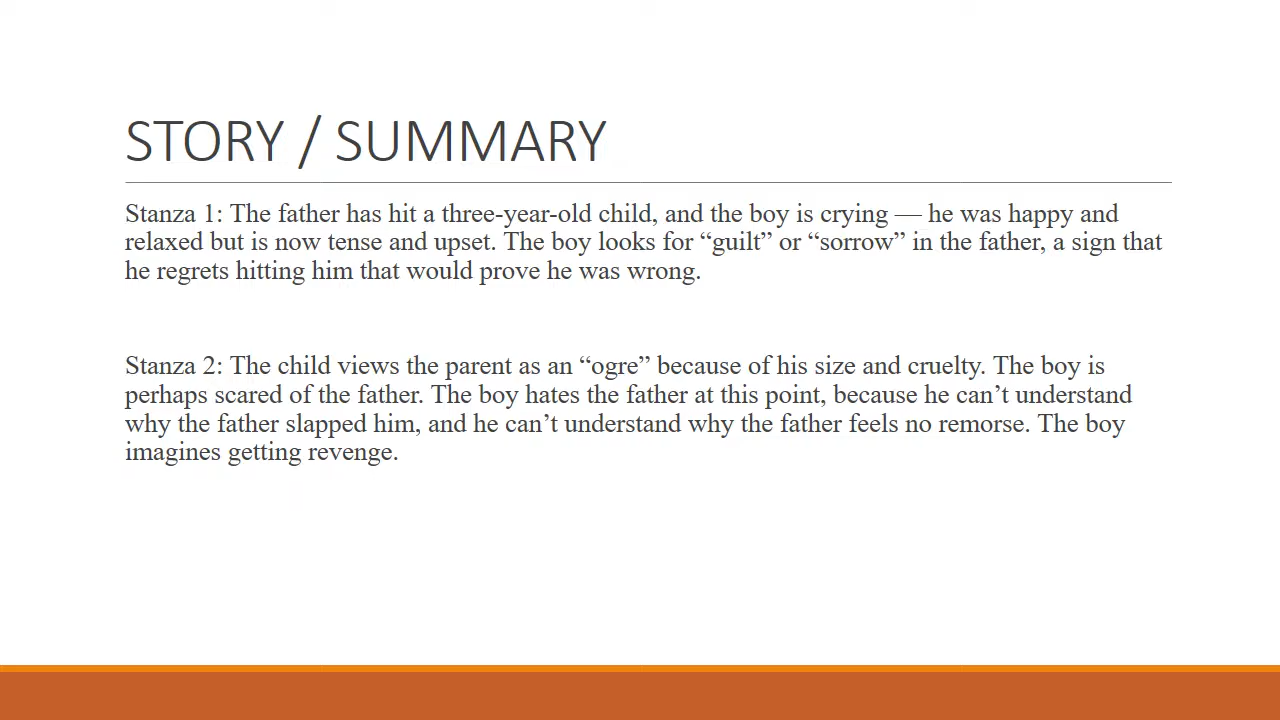 STORY / SUMMARY
Stanza 1: The father has hit a three-year-old child, and the boy is crying — he was happy and
relaxed but is now tense and upset. The boy looks for “guilt” or “sorrow” in the father, a sign that
he regrets hitting him that would prove he was wrong.
Stanza 2: The child views the parent as an “ogre” because of his size and cruelty. The boy is
perhaps scared of the father. The boy hates the father at this point, because he can’t understand
why the father slapped him, and he can’t understand why the father feels no remorse. The boy
imagines getting revenge.